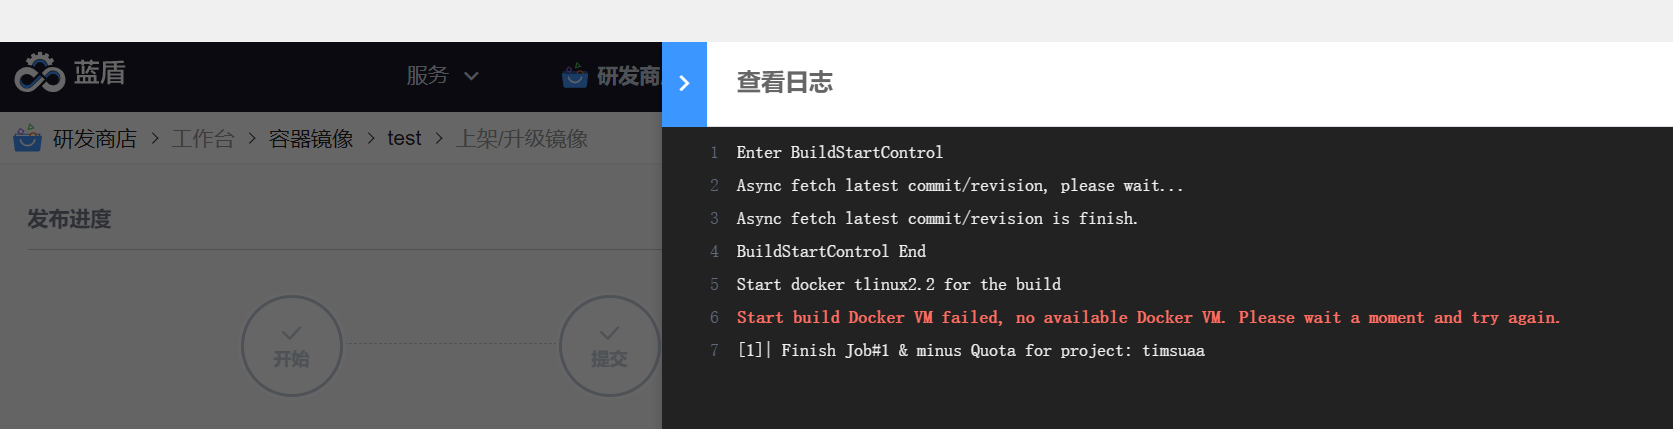 蓝盾
服务
研发商
研发商店 > 工作台 > 容器镜像 > test > 上架/升级镜像
发布进度
开始
提交
查看日志
1 Enter BuildStartControl
2 Async fetch latest commit/revision, please wait...
3 Async fetch latest commit/revision is finish.
4 BuildStartControl End
5 Start docker tlinux2.2 for the build
6 Start build Docker VM failed, no available Docker VM. Please wait a moment and try again.
7 [1]| Finish Job#1 & minus Quota for project: timsuaa